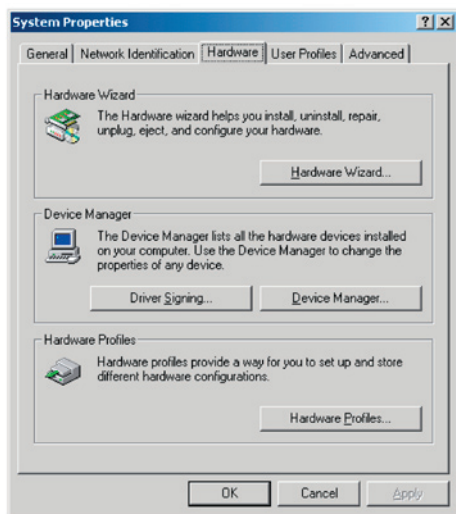 System Properties
General Network Identification Hardware User Profiles Advanced
Hardware Wizard
The Hardware wizard helps you install, uninstall, repair,
unplug, eject, and configure your hardware.
Hardware Wizard...
Device Manager
The Device Manager lists all the hardware devices installed
on your computer. Use the Device Manager to change the
properties of any device.
Driver Signing... Device Manager...
Hardware Profiles
Hardware profiles provide a way for you to set up and store
different hardware configurations.
Hardware Profiles...
OK Cancel Apply